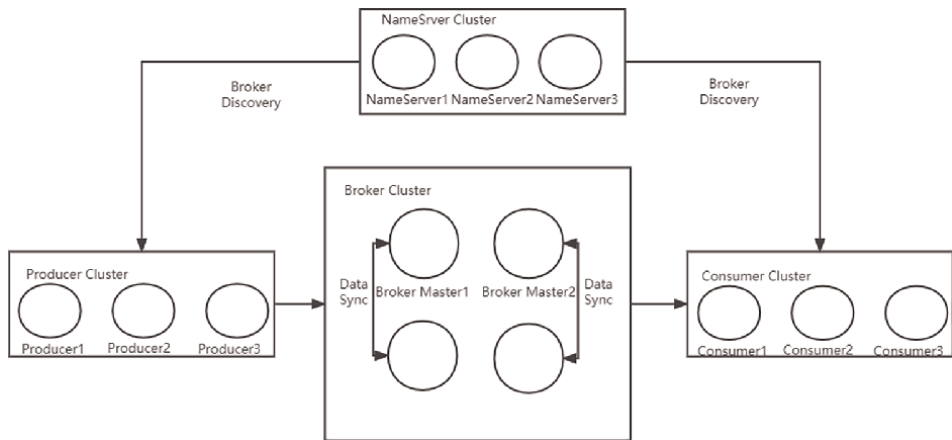 NameSrver Cluster
NameServer1 NameServer2 NameServer3
Broker
Discovery
Broker
Discovery
Broker Cluster
Producer Cluster
Data
Sync
Broker Master1
Broker Master2
Data
Sync
Consumer Cluster
Producer1 Producer2 Producer3
Consumer1 Consumer2 Consumer3